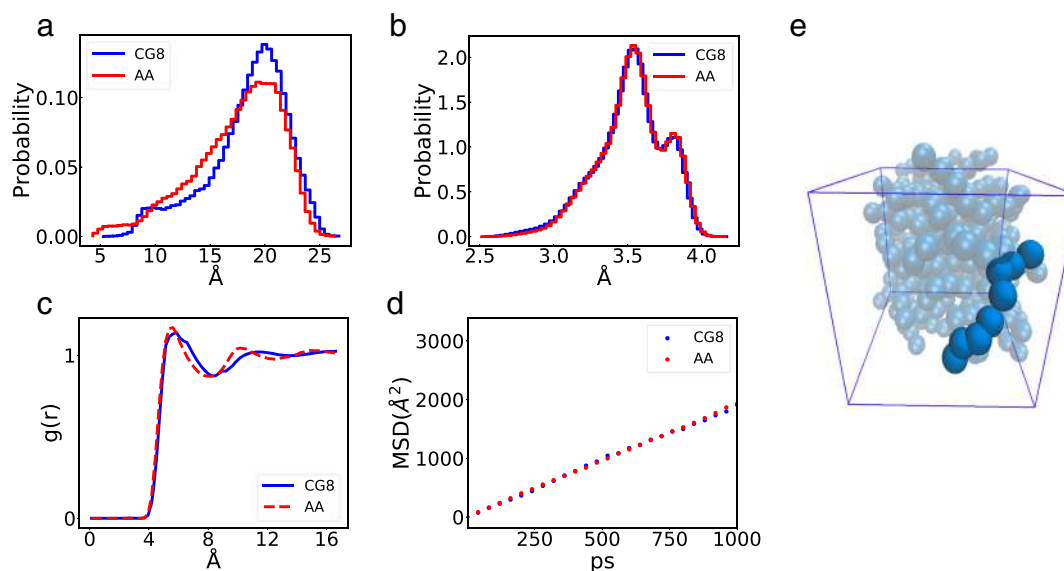 a
CG8
AA
Probability
0.10
0.05
0.00
5 10 15 20 25
Å
b
CG8
AA
Probability
2.0
1.5
1.0
0.5
0.0
2.5 3.0 3.5 4.0
Å
c
g(r)
1
0
CG8
AA
0 4 8 12 16
Å
d
CG8
AA
MSD(Å²)
3000
2000
1000
0
250 500 750 1000
ps
e